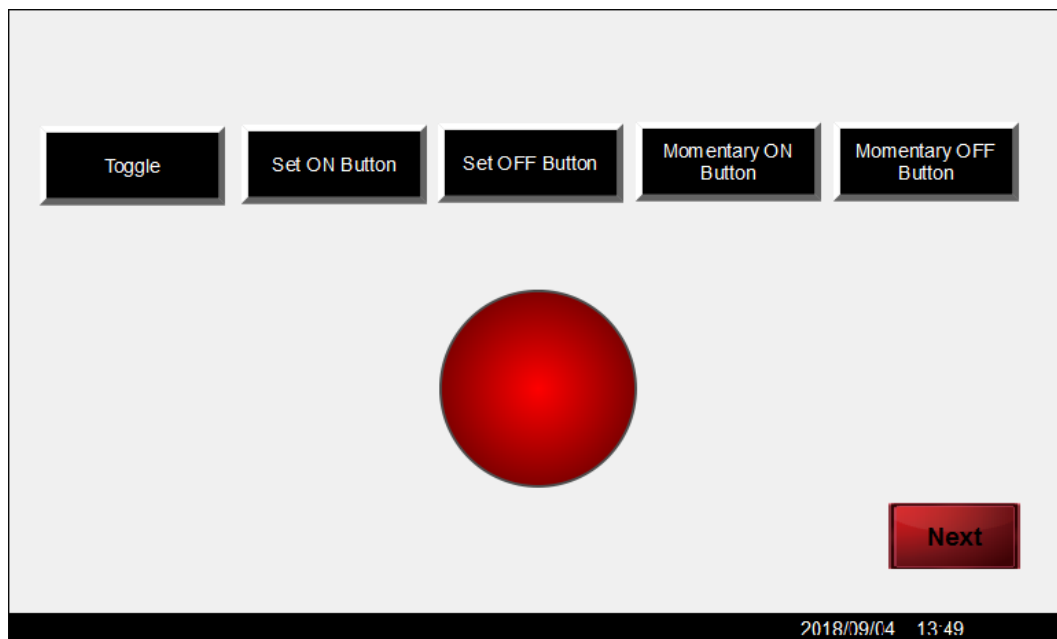 Toggle
Set ON Button
Set OFF Button
Momentary ON
Button
Momentary OFF
Button
Next
2018/09/04 13:49